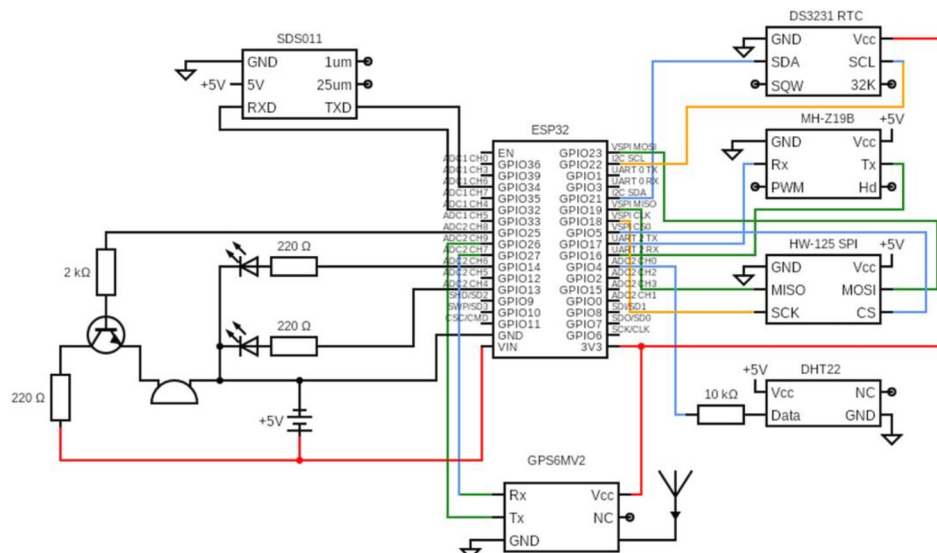 DS3231 RTC
GND
Vcc
SDA
SCL
SQW
32K
SDS011
GND
1um
+5V
5V
25um
RXD
TXD
MH-Z19B
+5V
GND
Vcc
Rx
Tx
PWM
Hd
ESP32
EN
ADC1 CH0
GPIO36
ADC1 CH3
GPIO39
ADC1 CH6
GPIO34
ADC1 CH7
GPIO35
ADC1 CH4
GPIO32
ADC1 CH5
GPIO33
ADC2 CH8
GPIO25
ADC2 CH9
GPIO26
ADC2 CH7
GPIO27
ADC2 CH6
GPIO14
ADC2 CH5
GPIO12
ADC2 CH4
GPIO13
SHD/SD2
GPIO9
SWP/SD3
GPIO10
CSC/CMD
GPIO11
GND
VIN
VSPI MOSI
GPIO23
I2C SCL
GPIO22
UART 0 TX
GPIO1
UART 0 RX
GPIO3
I2C SDA
GPIO21
VSPI MISO
GPIO19
VSPI CLK
GPIO18
VSPI CS0
GPIO5
UART 2 TX
GPIO17
UART 2 RX
GPIO16
ADC2 CH0
GPIO4
ADC2 CH2
GPIO2
ADC2 CH3
GPIO15
ADC2 CH1
GPIO0
SDI/SD1
GPIO8
SDO/SD0
GPIO7
SCK/CLK
GPIO6
3V3
HW-125 SPI
+5V
GND
Vcc
MISO
MOSI
SCK
CS
2 kΩ
220 Ω
220 Ω
220 Ω
+5V
DHT22
+5V
Vcc
NC
10 kΩ
Data
GND
GPS6MV2
Rx
Vcc
Tx
NC
GND